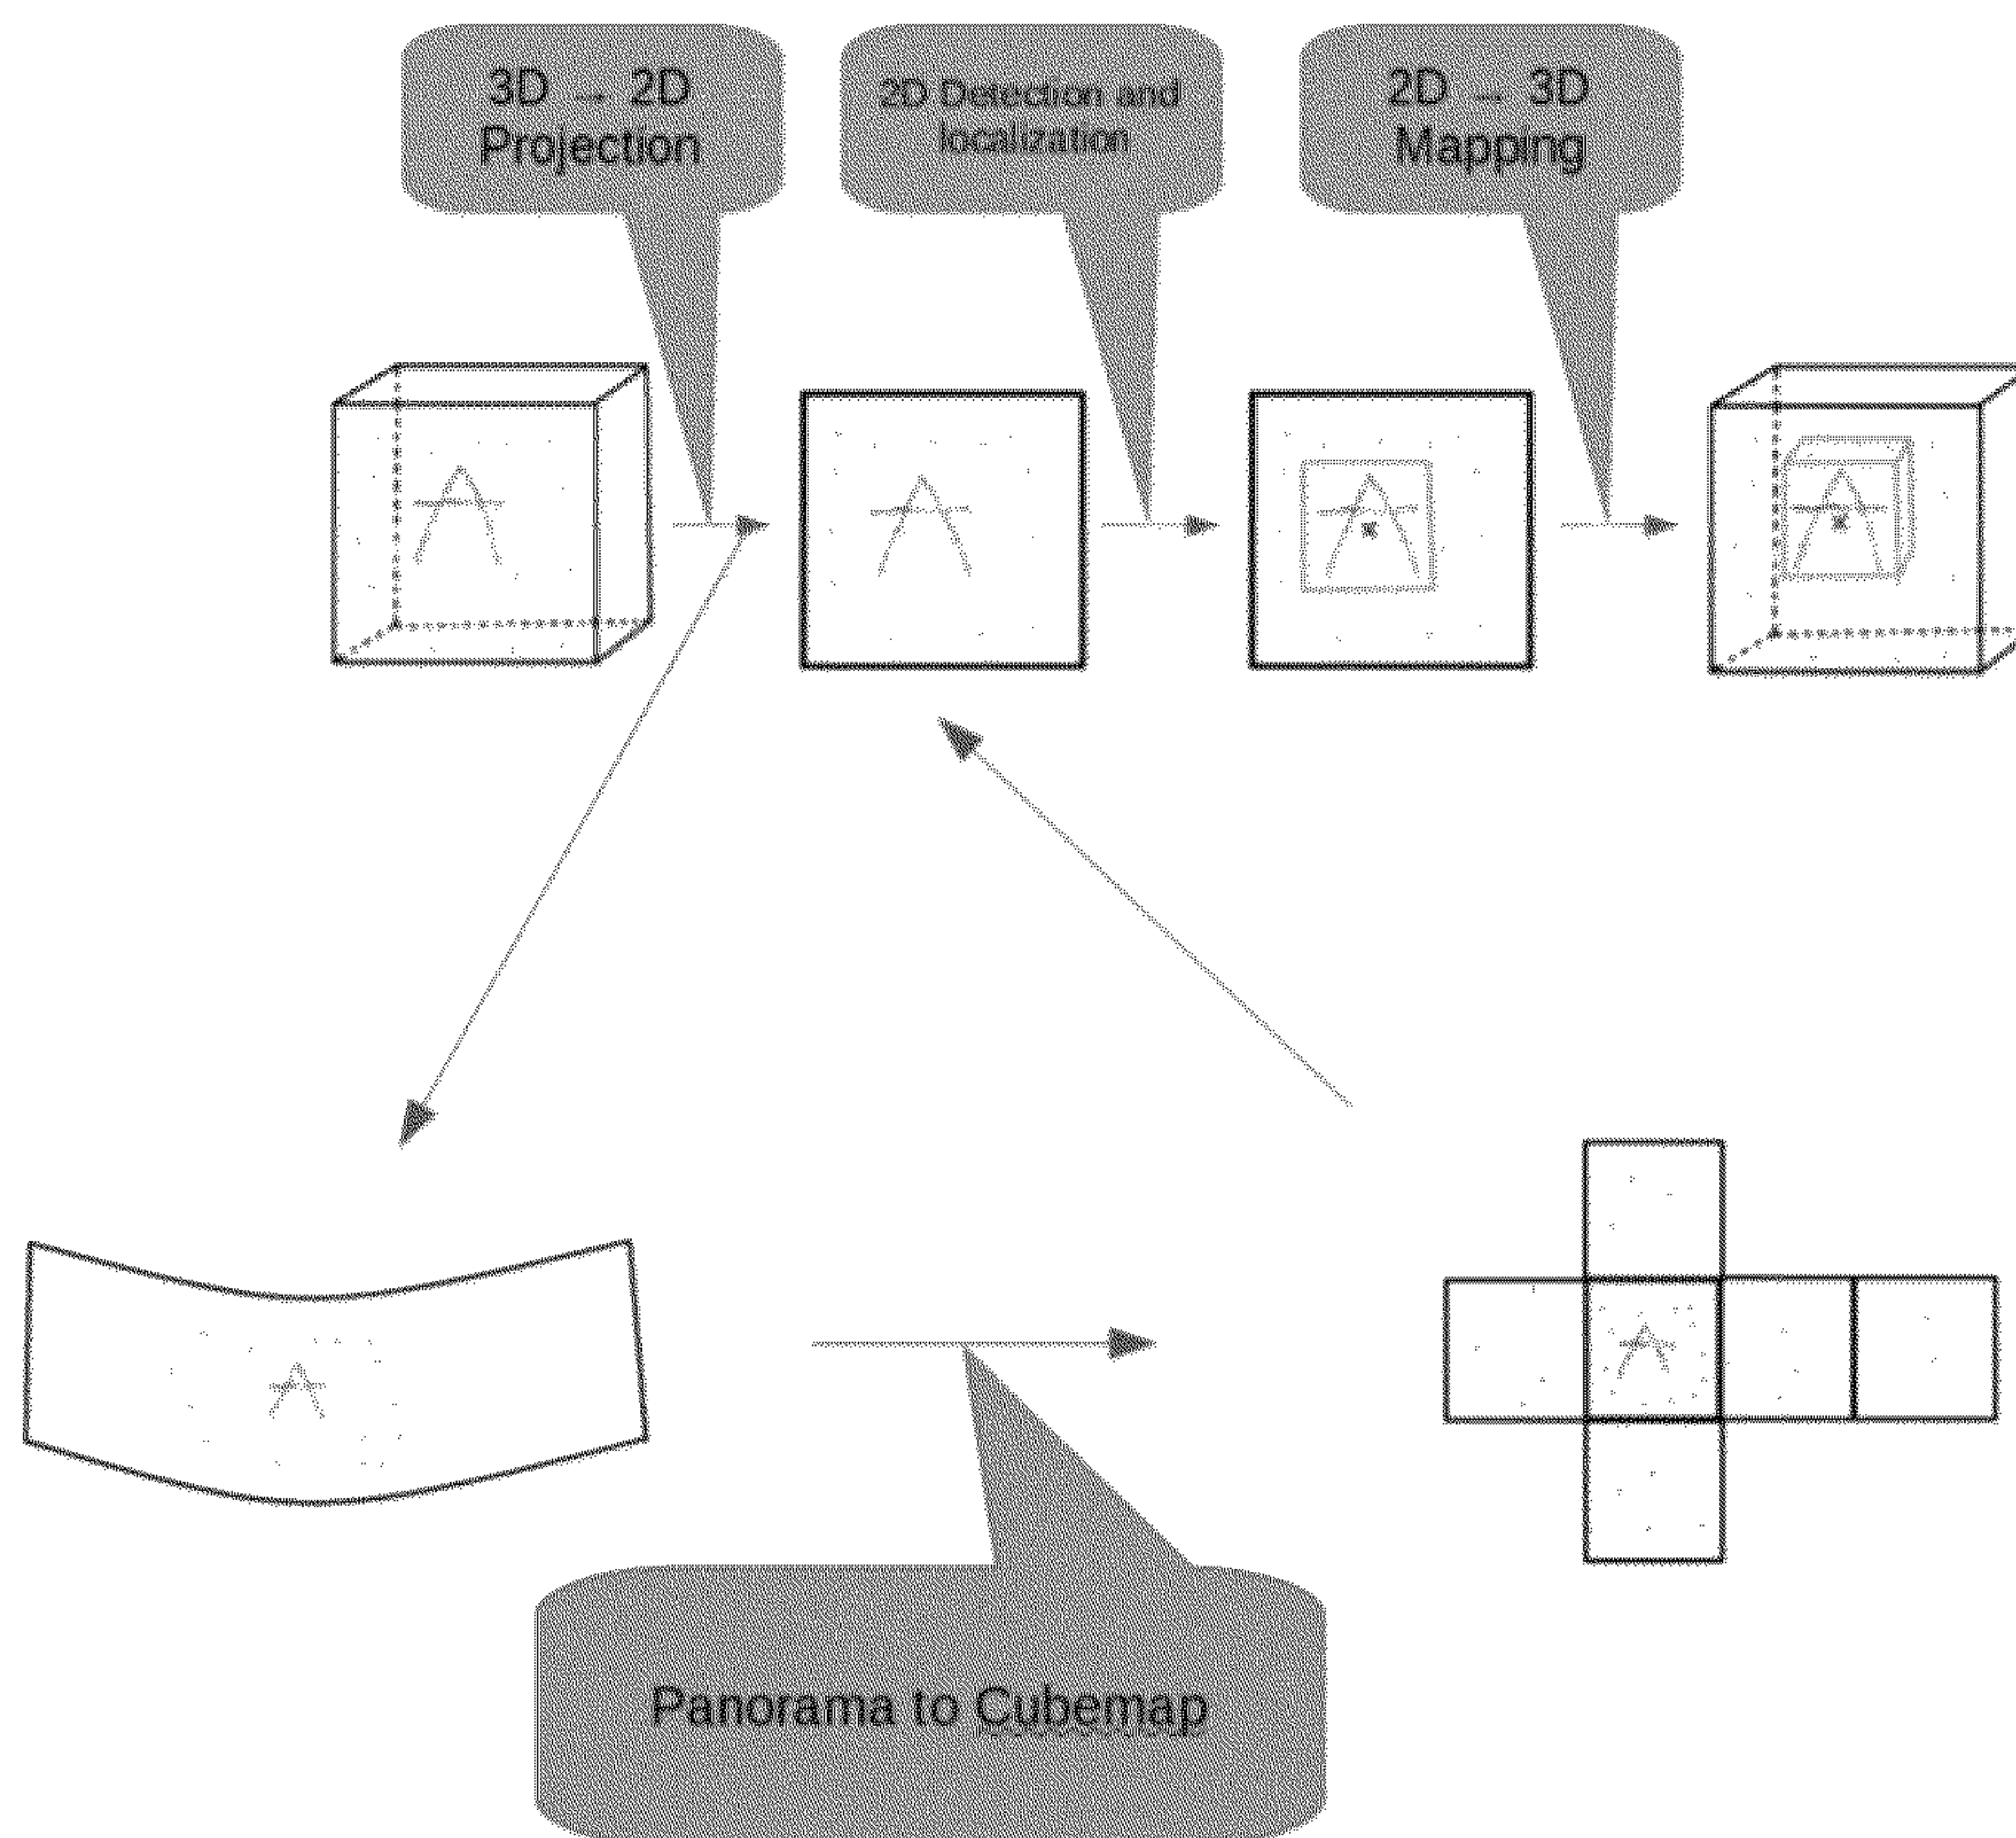 3D → 2D
Projection
2D Detection and
localization
2D → 3D
Mapping
Panorama to Cubemap